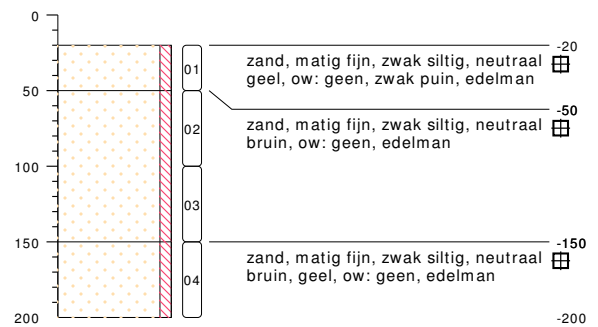 0
50
100
150
200
01
02
03
04
-20
zand, matig fijn, zwak siltig, neutraal
geel, ow: geen, zwak puin, edelman
-50
zand, matig fijn, zwak siltig, neutraal
bruin, ow: geen, edelman
-150
zand, matig fijn, zwak siltig, neutraal
bruin, geel, ow: geen, edelman
-200